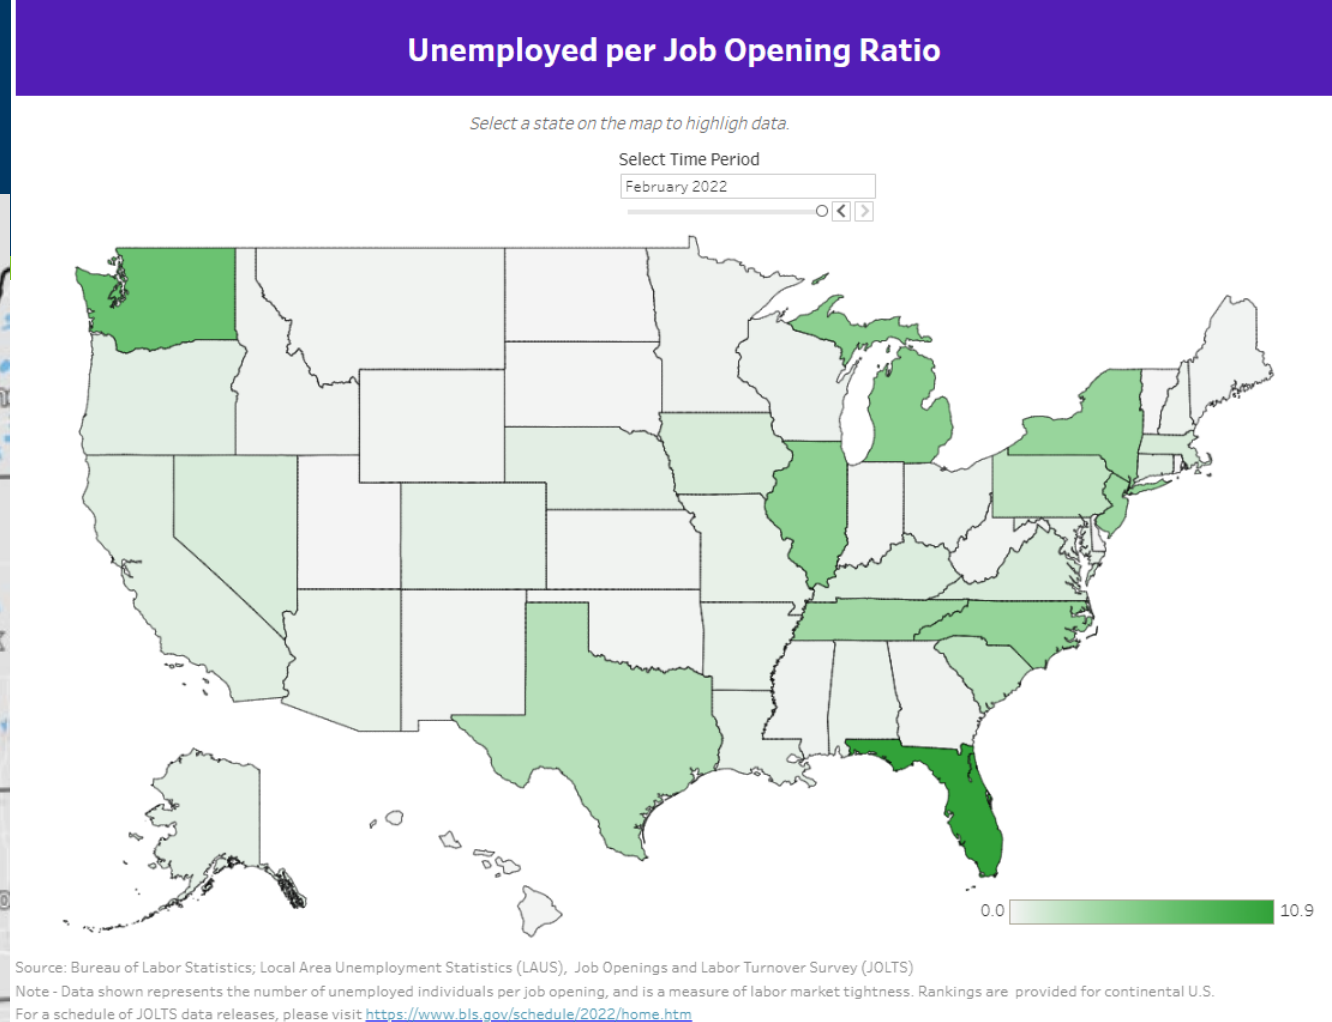 Unemployed per Job Opening Ratio
Select a state on the map to highligh data.
Select Time Period
February 2022
0.0
10.9
Source: Bureau of Labor Statistics; Local Area Unemployment Statistics (LAUS), Job Openings and Labor Turnover Survey (JOLTS)
Note - Data shown represents the number of unemployed individuals per job opening, and is a measure of labor market tightness. Rankings are provided for continental U.S.
For a schedule of JOLTS data releases, please visit https://www.bls.gov/schedule/2022/home.htm